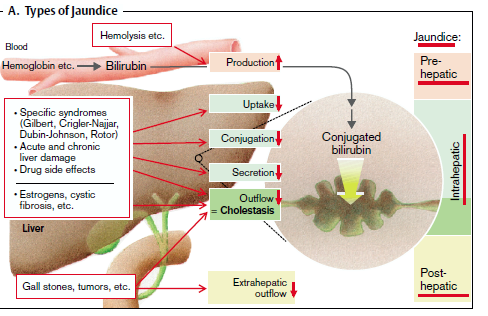 A. Types of Jaundice
Hemolysis etc.
Jaundice:
Blood
Hemoglobin etc.
Bilirubin
Production
Pre-
hepatic
• Specific syndromes
(Gilbert, Crigler-Najjar,
Dubin-Johnson, Rotor)
• Acute and chronic
liver damage
• Drug side effects
• Estrogens, cystic
fibrosis, etc.
Uptake
Conjugation
Secretion
Outflow
= Cholestasis
Conjugated
bilirubin
Intrahepatic
Liver
Gall stones, tumors, etc.
Extrahepatic
outflow
Post-
hepatic